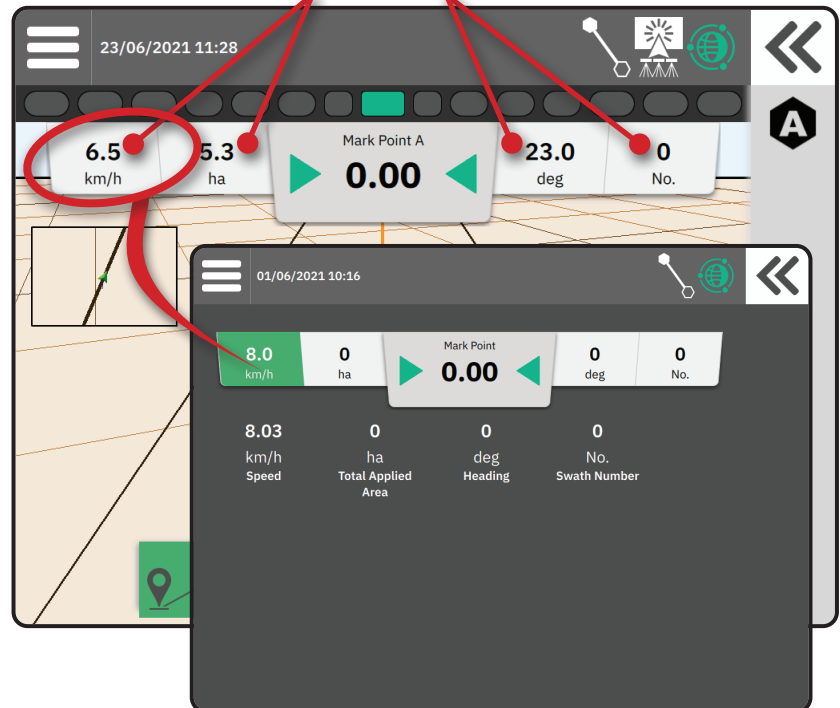 23/06/2021 11:28
A
6.5
km/h
5.3
ha
Mark Point A
0.00
23.0
deg
0
No.
01/06/2021 10:16
8.0
km/h
0
ha
Mark Point
0.00
0
deg
0
No.
8.03
km/h
Speed
0
ha
Total Applied
Area
0
deg
Heading
0
No.
Swath Number